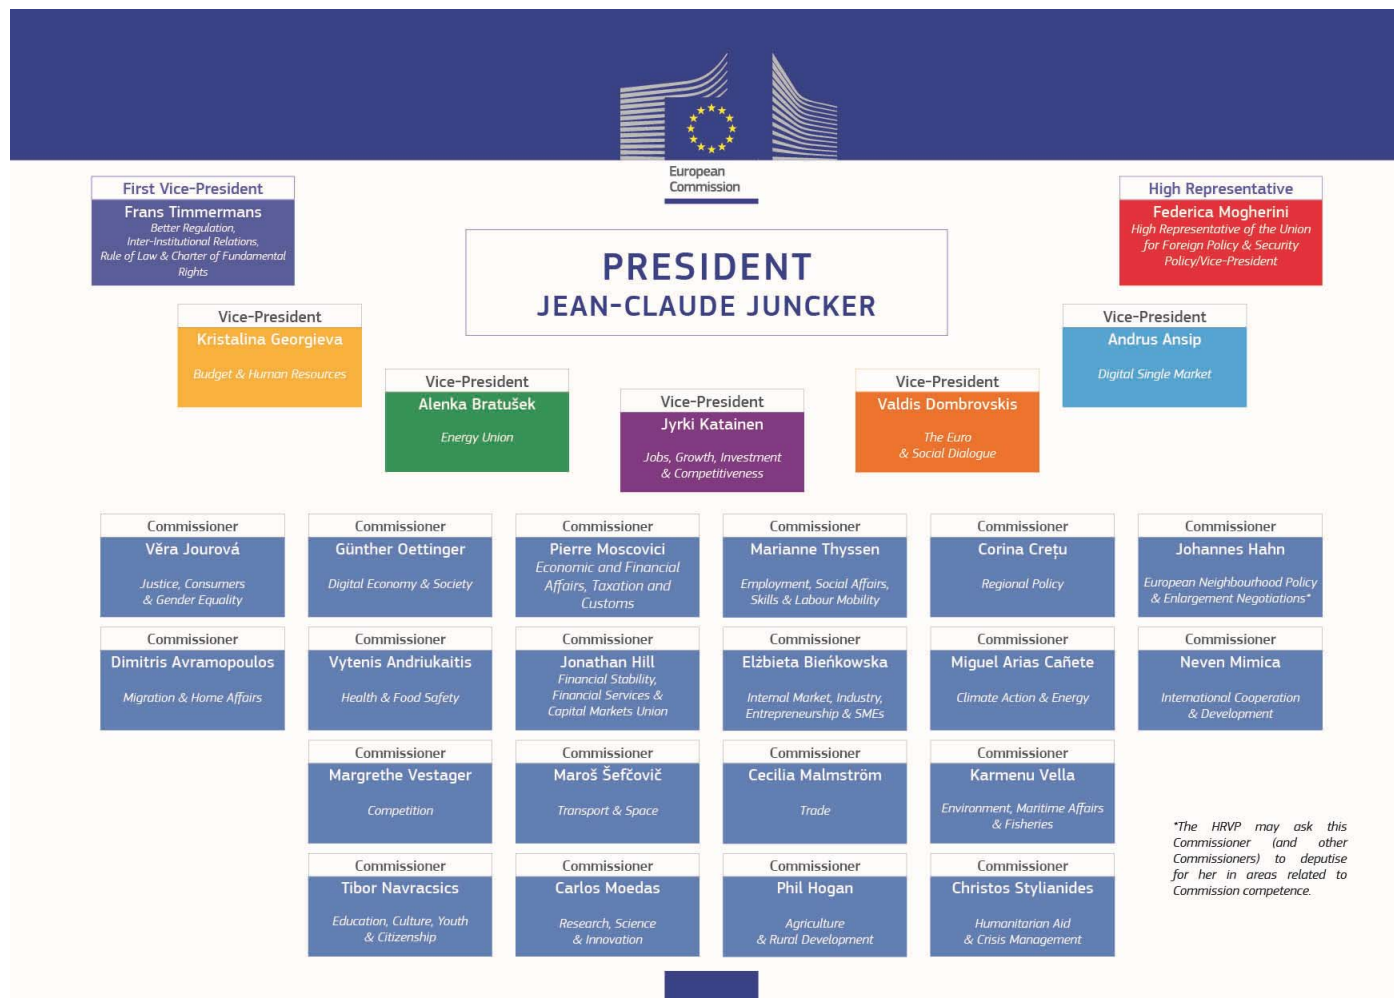 European
Commission
First Vice-President
Frans Timmermans
Better Regulation,
Inter-Institutional Relations,
Rule of Law & Charter of Fundamental
Rights
High Representative
Federica Mogherini
High Representative of the Union
for Foreign Policy & Security
Policy/Vice-President
PRESIDENT
JEAN-CLAUDE JUNCKER
Vice-President
Kristalina Georgieva
Budget & Human Resources
Vice-President
Alenka Bratušek
Energy Union
Vice-President
Jyrki Katainen
Jobs, Growth, Investment
& Competitiveness
Vice-President
Valdis Dombrovskis
The Euro
& Social Dialogue
Vice-President
Andrus Ansip
Digital Single Market
Commissioner
Věra Jourová
Justice, Consumers
& Gender Equality
Commissioner
Günther Oettinger
Digital Economy & Society
Commissioner
Pierre Moscovici
Economic and Financial
Affairs, Taxation and
Customs
Commissioner
Marianne Thyssen
Employment, Social Affairs,
Skills & Labour Mobility
Commissioner
Corina Crețu
Regional Policy
Commissioner
Johannes Hahn
European Neighbourhood Policy
& Enlargement Negotiations*
Commissioner
Dimitris Avramopoulos
Migration & Home Affairs
Commissioner
Vytenis Andriukaitis
Health & Food Safety
Commissioner
Jonathan Hill
Financial Stability,
Financial Services &
Capital Markets Union
Commissioner
Elżbieta Bieńkowska
Internal Market, Industry,
Entrepreneurship & SMEs
Commissioner
Miguel Arias Cañete
Climate Action & Energy
Commissioner
Neven Mimica
International Cooperation
& Development
Commissioner
Margrethe Vestager
Competition
Commissioner
Maroš Šefčovič
Transport & Space
Commissioner
Cecilia Malmström
Trade
Commissioner
Karmenu Vella
Environment, Maritime Affairs
& Fisheries
Commissioner
Tibor Navracsics
Education, Culture, Youth
& Citizenship
Commissioner
Carlos Moedas
Research, Science
& Innovation
Commissioner
Phil Hogan
Agriculture
& Rural Development
Commissioner
Christos Stylianides
Humanitarian Aid
& Crisis Management
*The HRVP may ask this
Commissioner (and other
Commissioners) to deputise
for her in areas related to
Commission competence.